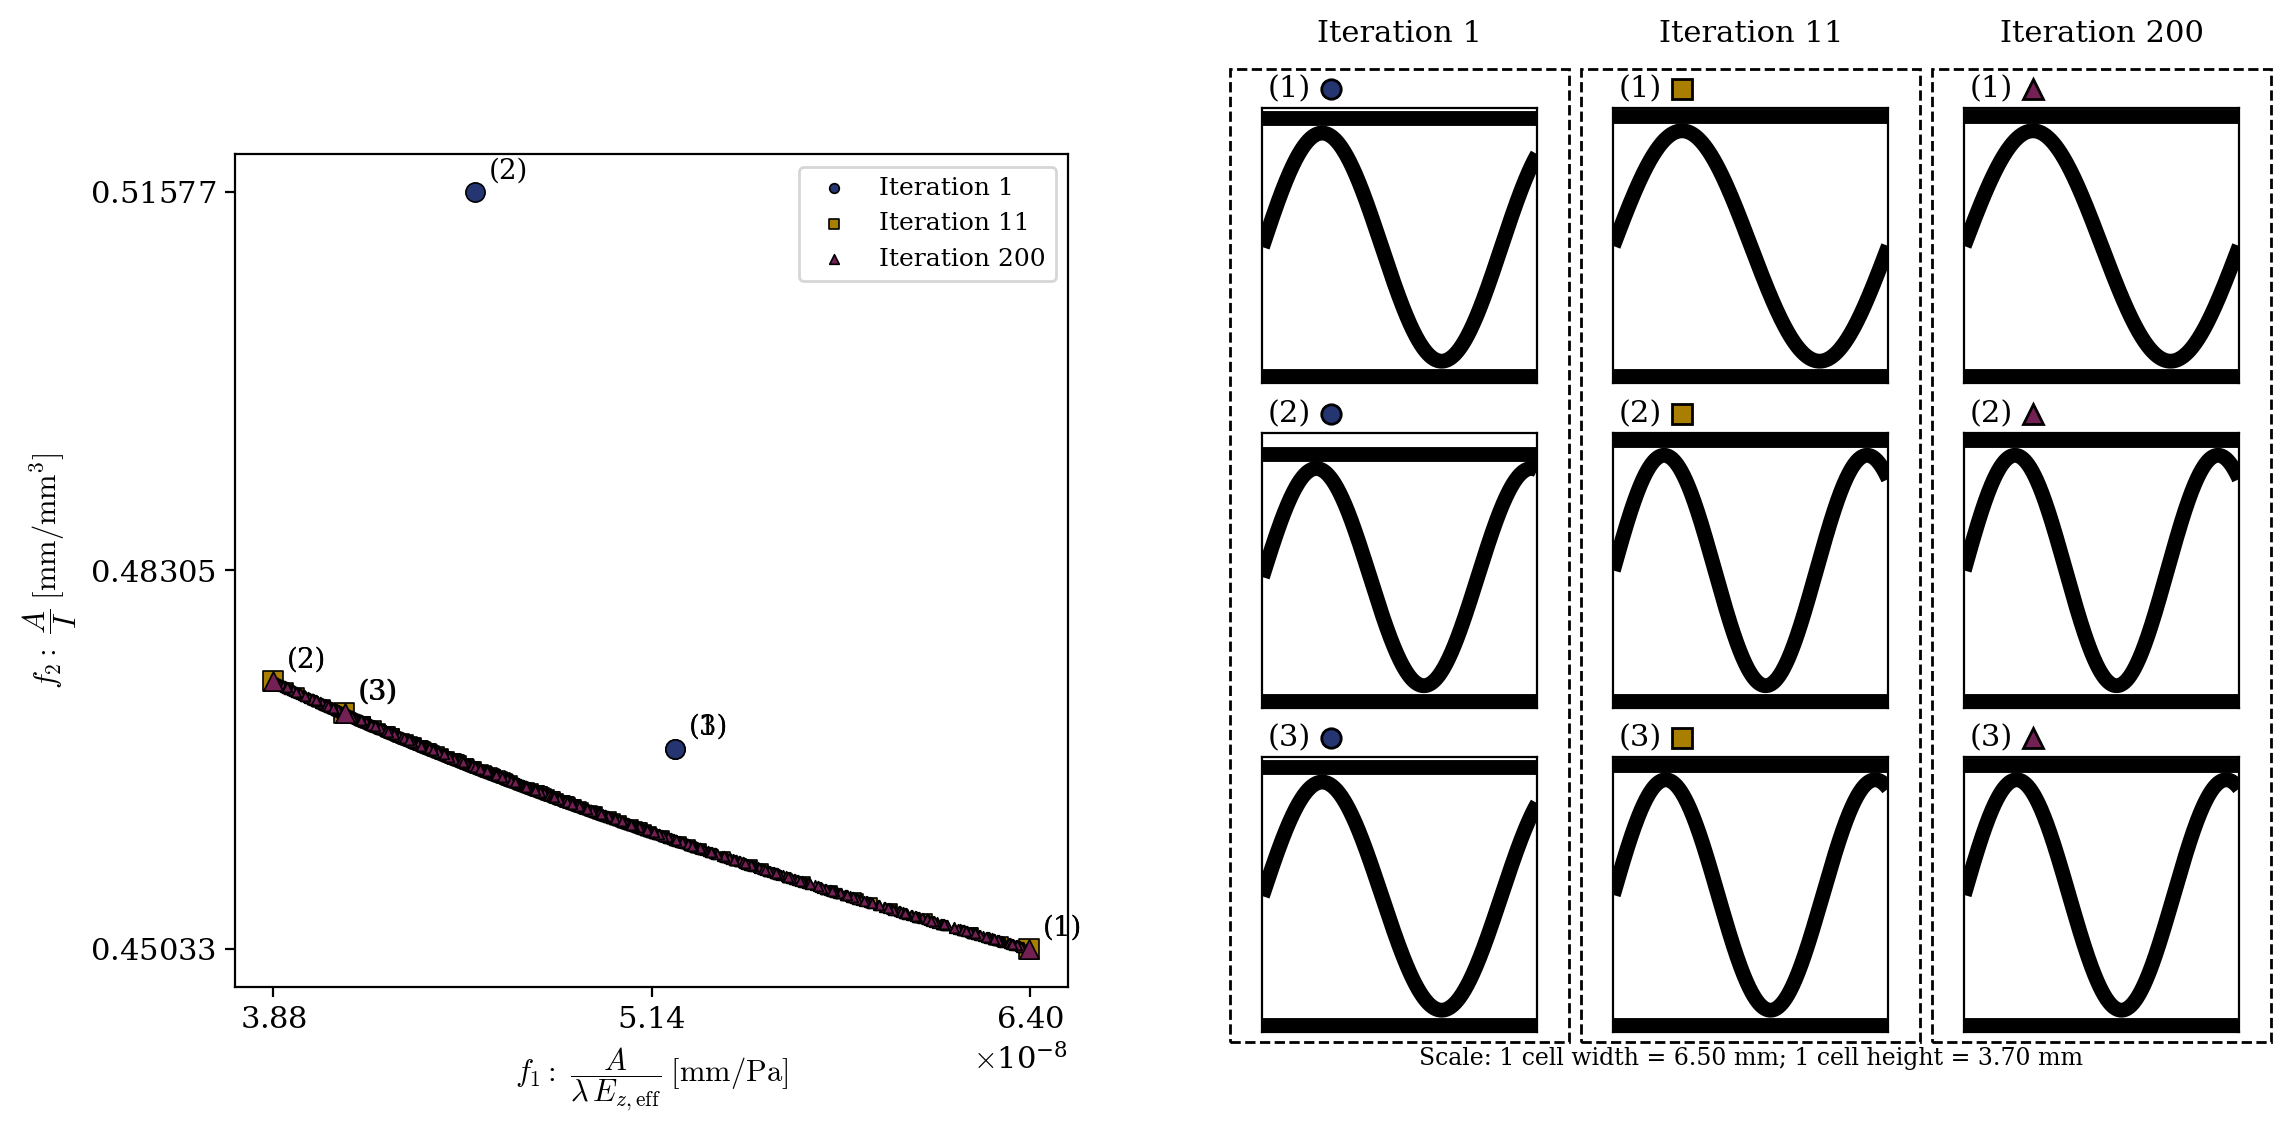 Iteration 1 Iteration 11 Iteration 200
(1) (1) (1)
(2)
0.51577
Iteration 1
Iteration 11
Iteration 200
(2) (2) (2)
0.48305
f₂ : A/I [mm/mm³]
(2)
(3)
(1)
(3)
(3) (3) (3)
(1)
0.45033
3.88 5.14 6.40
×10⁻⁸
f₁ : A/(λ E_z,eff) [mm/Pa]
Scale: 1 cell width = 6.50 mm; 1 cell height = 3.70 mm